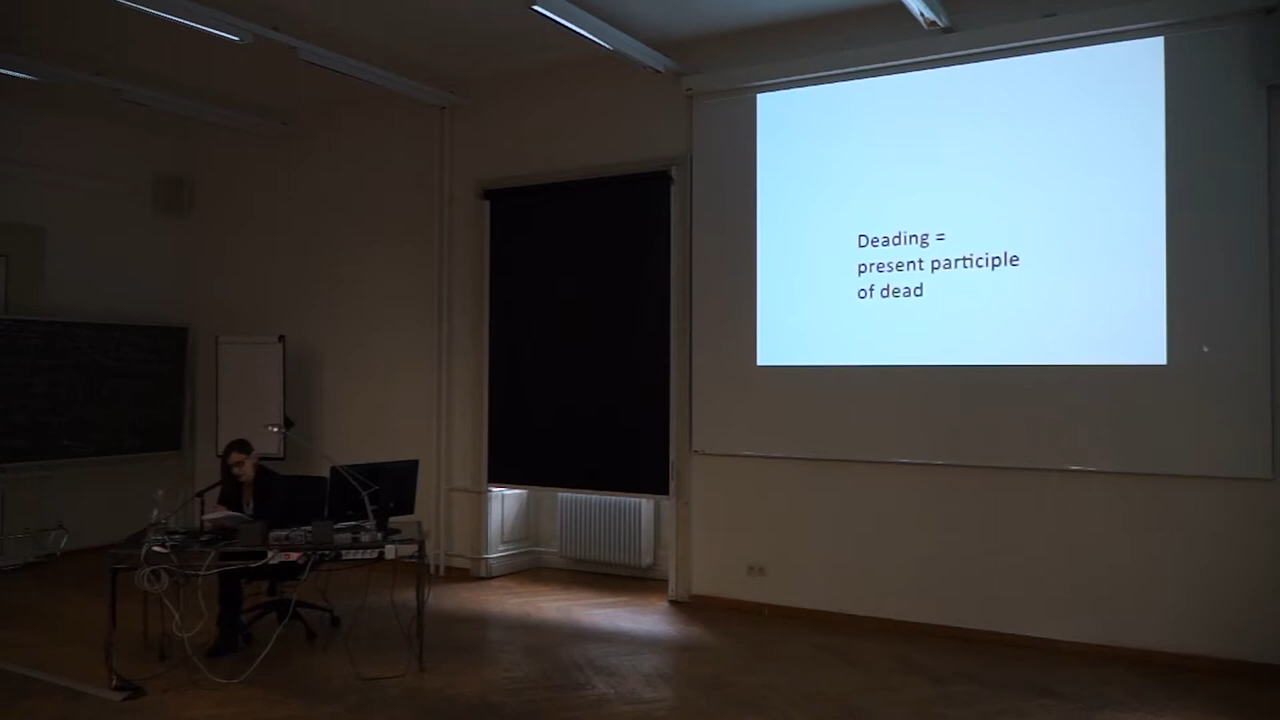 Deading =
present participle
of dead